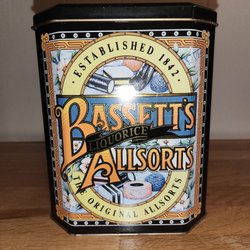 · ESTABLISHED 1842 ·
BASSETT'S
LIQUORICE
ALLSORTS
ORIGINAL ALLSORTS